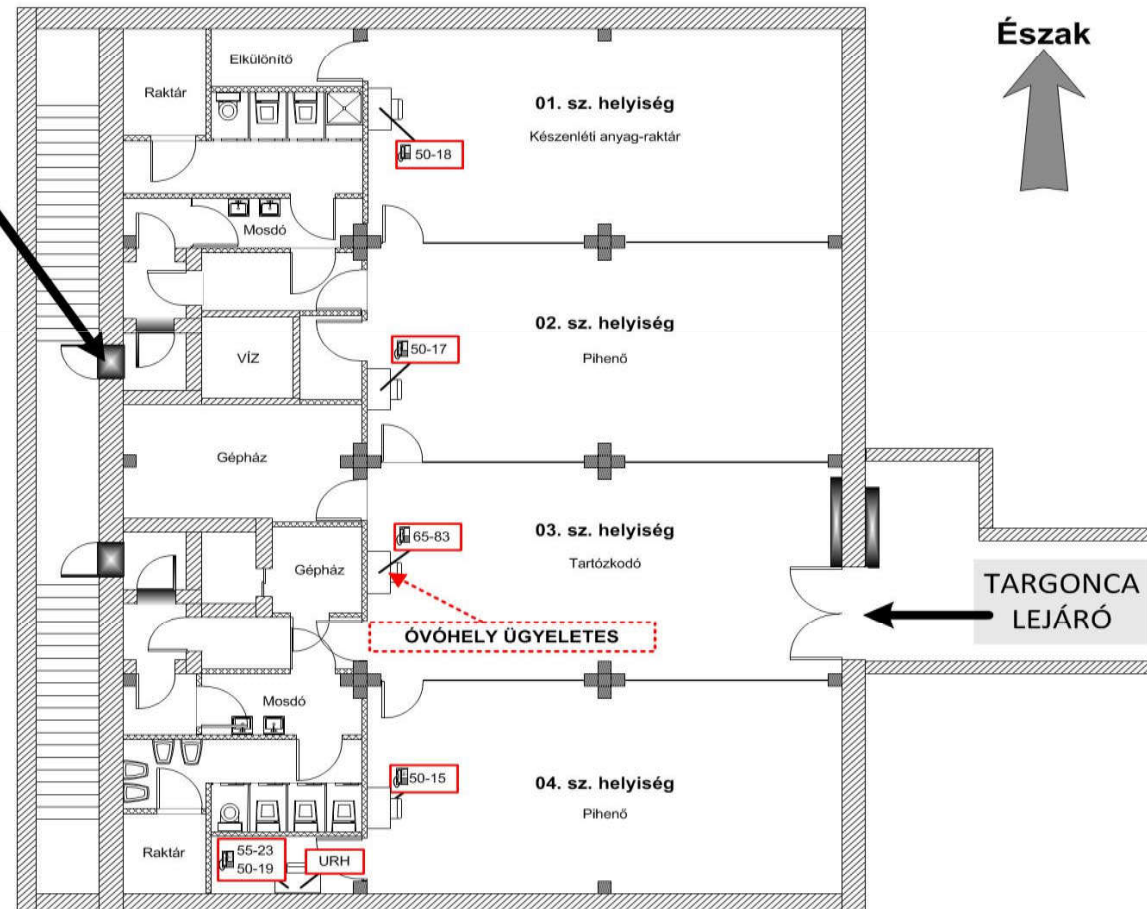 Észak
Elkülönítő
Raktár
01. sz. helyiség
Készenléti anyag-raktár
50-18
Mosdó
02. sz. helyiség
50-17
VÍZ
Pihenő
Gépház
03. sz. helyiség
65-83
Tartózkodó
Gépház
TARGONCA
LEJÁRÓ
ÓVÓHELY ÜGYELETES
Mosdó
50-15
04. sz. helyiség
Pihenő
Raktár
55-23
50-19
URH